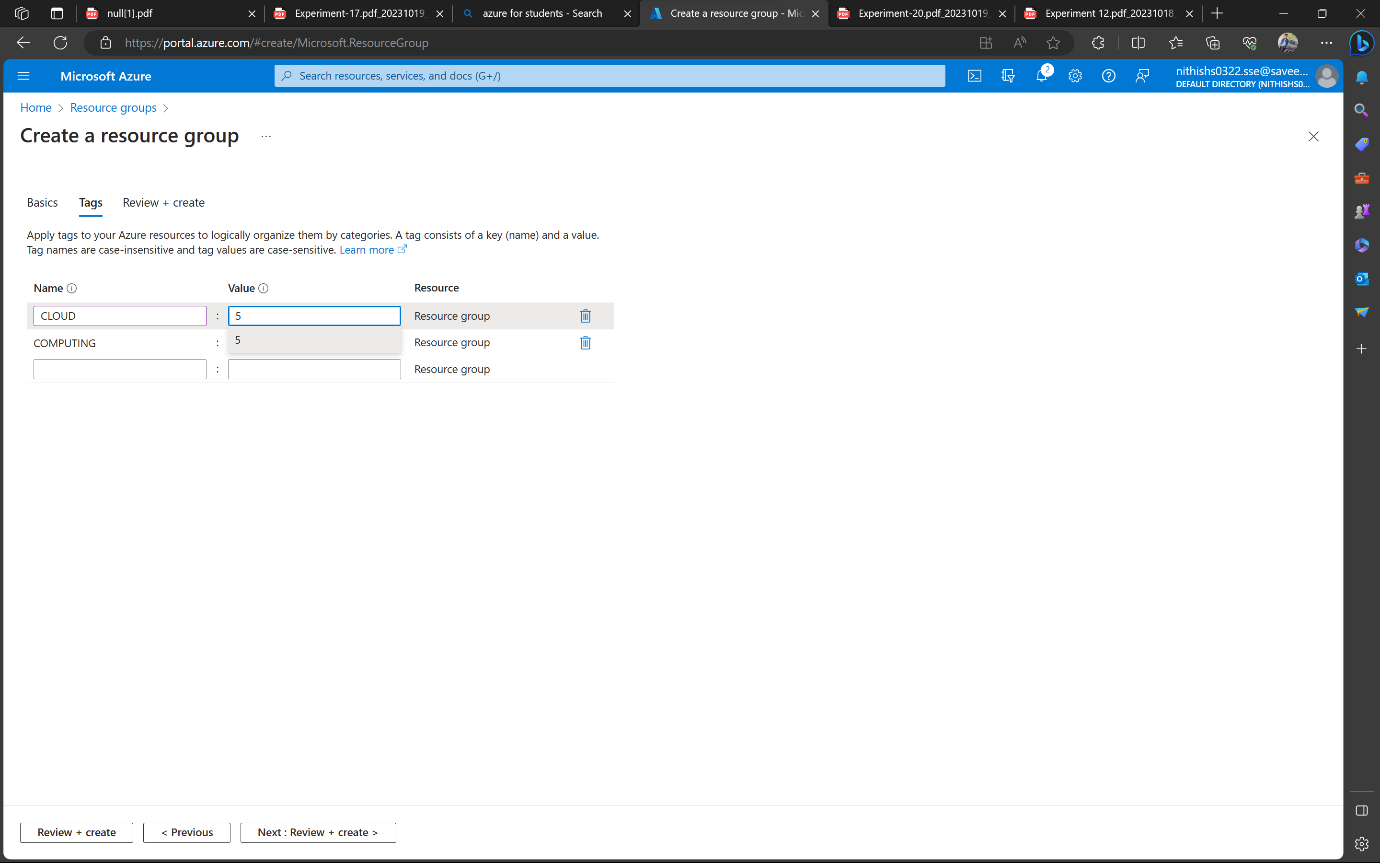 null[1].pdf
Experiment-17.pdf_20231019_
azure for students - Search
Create a resource group - Mic
Experiment-20.pdf_20231019_
Experiment 12.pdf_20231018_
https://portal.azure.com/#create/Microsoft.ResourceGroup
Microsoft Azure
Search resources, services, and docs (G+/)
2
nithishs0322.sse@savee...
DEFAULT DIRECTORY (NITHISHS0...
Home > Resource groups >
Create a resource group ...
Basics Tags Review + create
Apply tags to your Azure resources to logically organize them by categories. A tag consists of a key (name) and a value.
Tag names are case-insensitive and tag values are case-sensitive. Learn more
Name Value Resource
CLOUD : 5 Resource group
5
COMPUTING : Resource group
: Resource group
Review + create < Previous Next : Review + create >